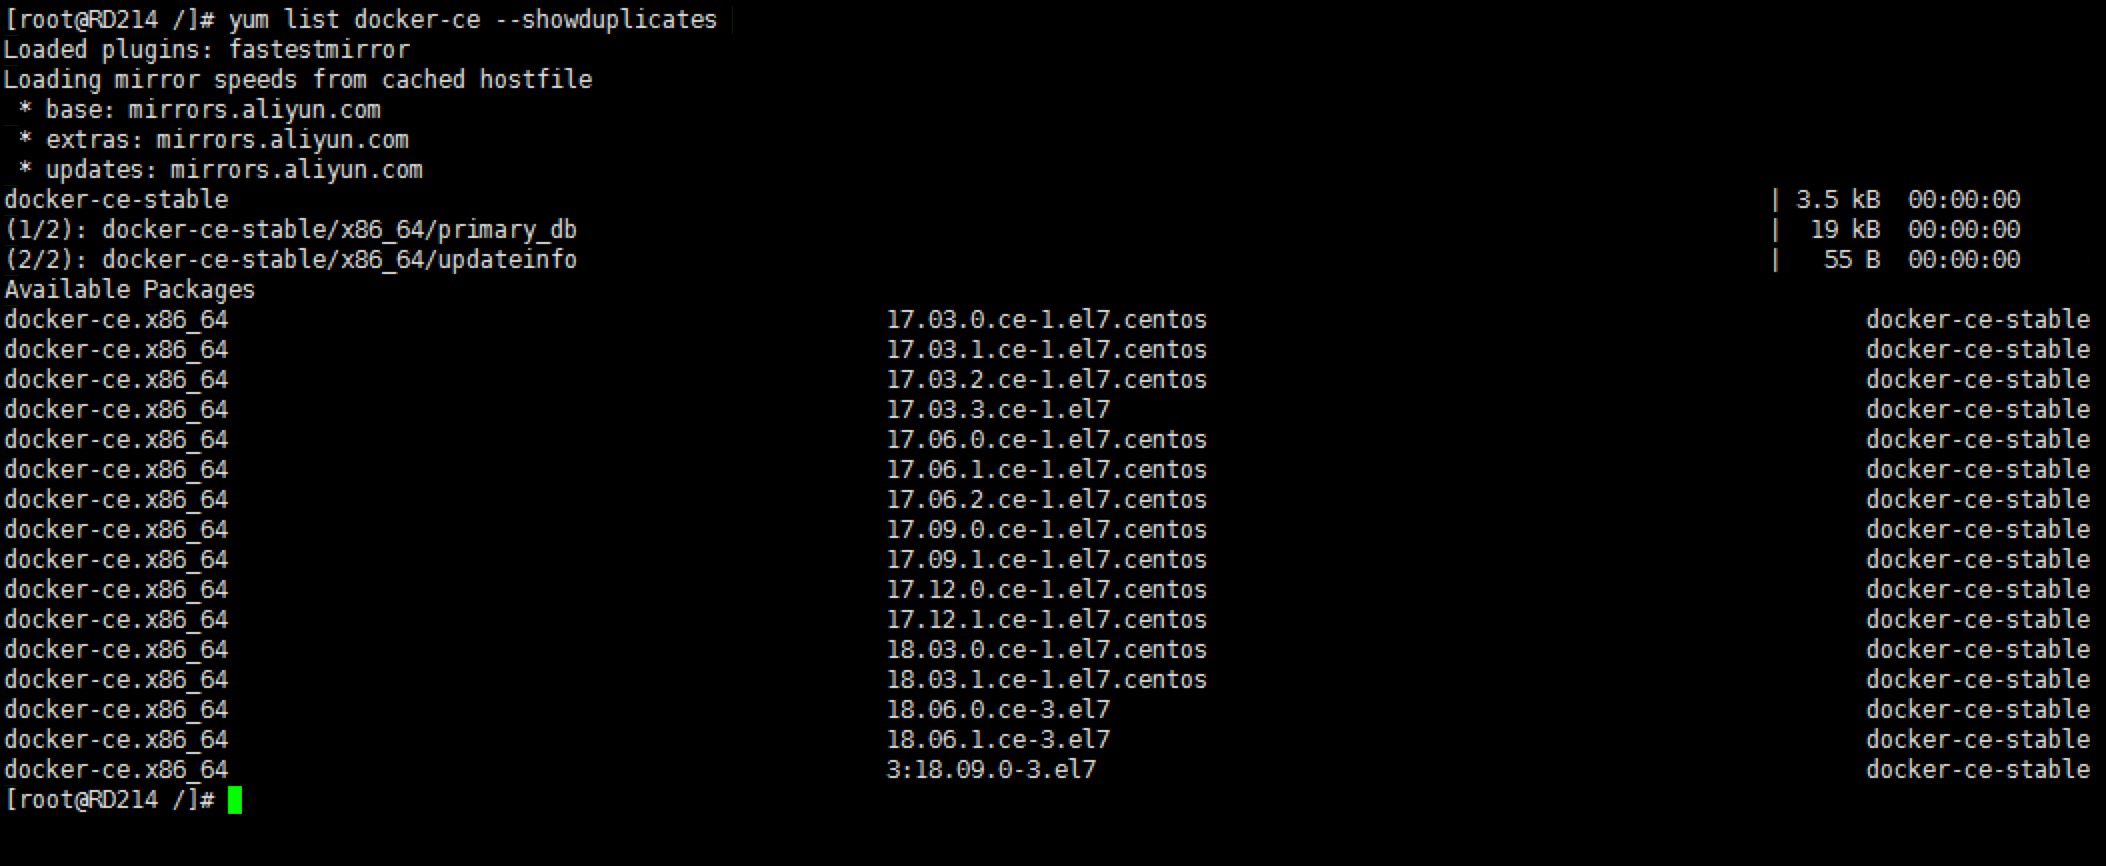 [root@RD214 /]# yum list docker-ce --showduplicates
Loaded plugins: fastestmirror
Loading mirror speeds from cached hostfile
 * base: mirrors.aliyun.com
 * extras: mirrors.aliyun.com
 * updates: mirrors.aliyun.com
docker-ce-stable | 3.5 kB 00:00:00
(1/2): docker-ce-stable/x86_64/primary_db | 19 kB 00:00:00
(2/2): docker-ce-stable/x86_64/updateinfo | 55 B 00:00:00
Available Packages
docker-ce.x86_64 17.03.0.ce-1.el7.centos docker-ce-stable
docker-ce.x86_64 17.03.1.ce-1.el7.centos docker-ce-stable
docker-ce.x86_64 17.03.2.ce-1.el7.centos docker-ce-stable
docker-ce.x86_64 17.03.3.ce-1.el7 docker-ce-stable
docker-ce.x86_64 17.06.0.ce-1.el7.centos docker-ce-stable
docker-ce.x86_64 17.06.1.ce-1.el7.centos docker-ce-stable
docker-ce.x86_64 17.06.2.ce-1.el7.centos docker-ce-stable
docker-ce.x86_64 17.09.0.ce-1.el7.centos docker-ce-stable
docker-ce.x86_64 17.09.1.ce-1.el7.centos docker-ce-stable
docker-ce.x86_64 17.12.0.ce-1.el7.centos docker-ce-stable
docker-ce.x86_64 17.12.1.ce-1.el7.centos docker-ce-stable
docker-ce.x86_64 18.03.0.ce-1.el7.centos docker-ce-stable
docker-ce.x86_64 18.03.1.ce-1.el7.centos docker-ce-stable
docker-ce.x86_64 18.06.0.ce-3.el7 docker-ce-stable
docker-ce.x86_64 18.06.1.ce-3.el7 docker-ce-stable
docker-ce.x86_64 3:18.09.0-3.el7 docker-ce-stable
[root@RD214 /]#